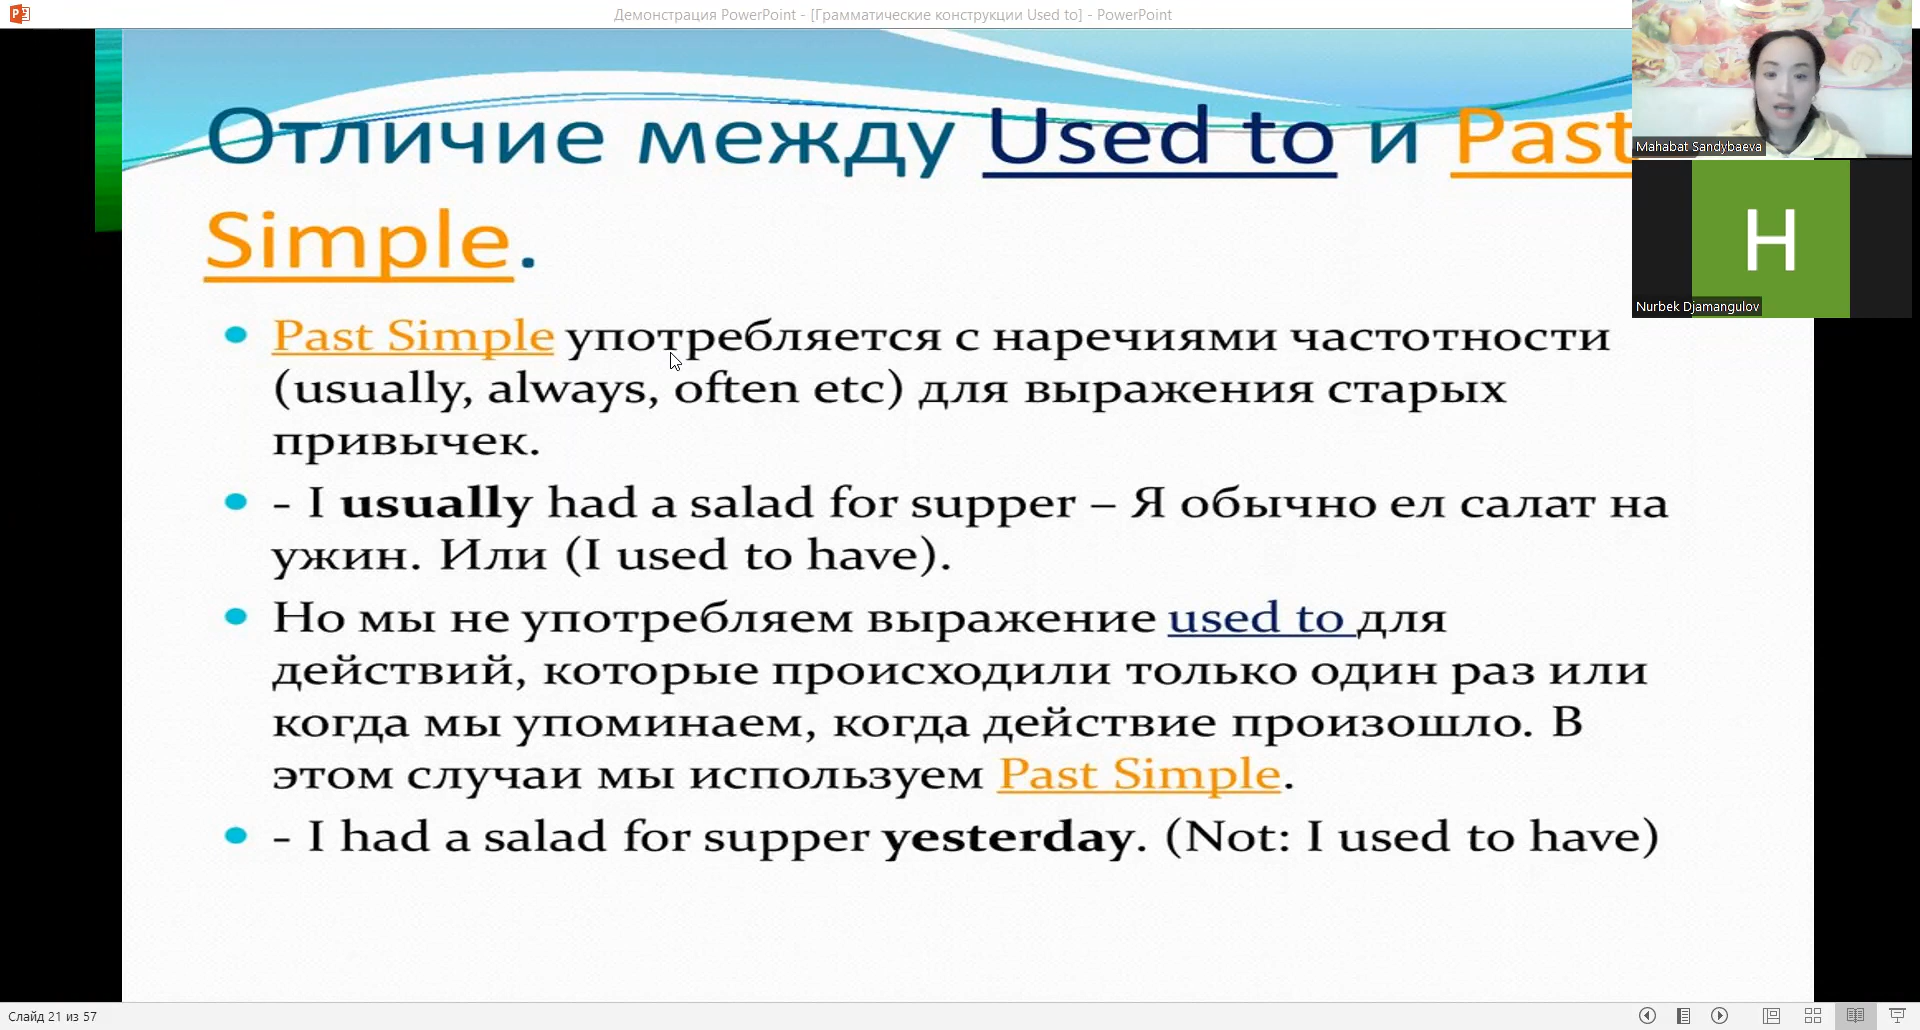 Демонстрация PowerPoint - [Грамматические конструкции Used to] - PowerPoint
Отличие между Used to и Past
Simple.
Past Simple употребляется с наречиями частотности
(usually, always, often etc) для выражения старых
привычек.
- I usually had a salad for supper – Я обычно ел салат на
ужин. Или (I used to have).
Но мы не употребляем выражение used to для
действий, которые происходили только один раз или
когда мы упоминаем, когда действие произошло. В
этом случаи мы используем Past Simple.
- I had a salad for supper yesterday. (Not: I used to have)
Mahabat Sandybaeva
H
Nurbek Djamangulov
Слайд 21 из 57